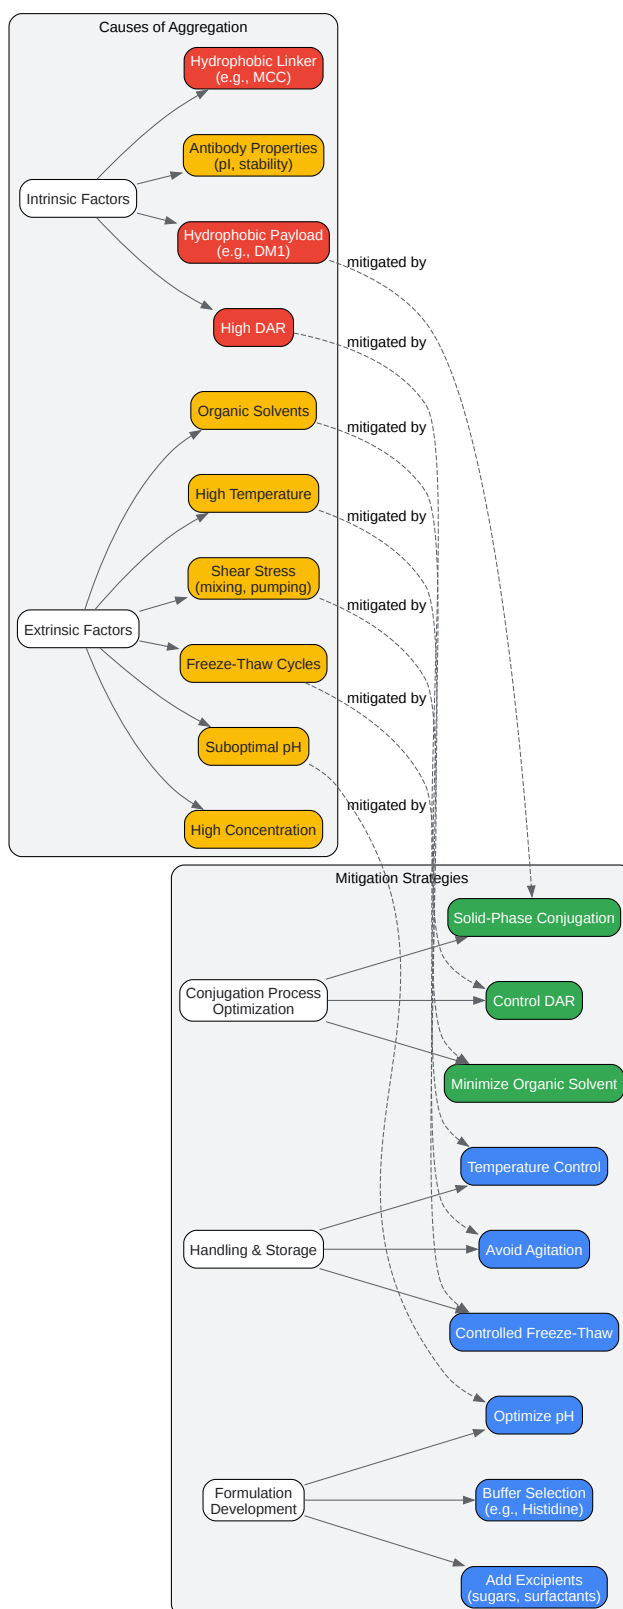 Causes of Aggregation
Hydrophobic Linker
(e.g., MCC)
Antibody Properties
(pI, stability)
Intrinsic Factors
Hydrophobic Payload
(e.g., DM1)
mitigated by
High DAR
mitigated by
Organic Solvents
mitigated by
High Temperature
mitigated by
Shear Stress
(mixing, pumping)
mitigated by
Extrinsic Factors
Freeze-Thaw Cycles
mitigated by
Suboptimal pH
mitigated by
High Concentration
Mitigation Strategies
Solid-Phase Conjugation
Conjugation Process
Optimization
Control DAR
Minimize Organic Solvent
Temperature Control
Handling & Storage
Avoid Agitation
Controlled Freeze-Thaw
Optimize pH
Formulation
Development
Buffer Selection
(e.g., Histidine)
Add Excipients
(sugars, surfactants)